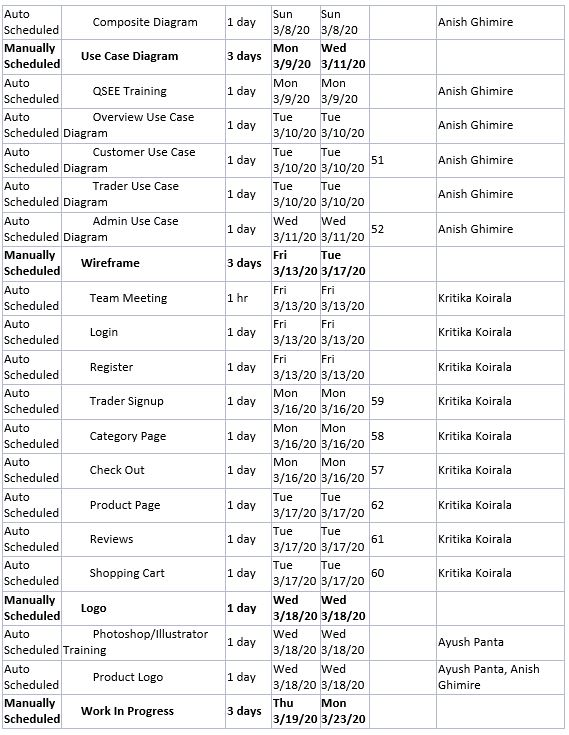 Auto Scheduled Composite Diagram 1 day Sun 3/8/20 Sun 3/8/20 Anish Ghimire
Manually Scheduled Use Case Diagram 3 days Mon 3/9/20 Wed 3/11/20
Auto Scheduled QSEE Training 1 day Mon 3/9/20 Mon 3/9/20 Anish Ghimire
Auto Scheduled Overview Use Case Diagram 1 day Tue 3/10/20 Tue 3/10/20 Anish Ghimire
Auto Scheduled Customer Use Case Diagram 1 day Tue 3/10/20 Tue 3/10/20 51 Anish Ghimire
Auto Scheduled Trader Use Case Diagram 1 day Tue 3/10/20 Tue 3/10/20 Anish Ghimire
Auto Scheduled Admin Use Case Diagram 1 day Wed 3/11/20 Wed 3/11/20 52 Anish Ghimire
Manually Scheduled Wireframe 3 days Fri 3/13/20 Tue 3/17/20
Auto Scheduled Team Meeting 1 hr Fri 3/13/20 Fri 3/13/20 Kritika Koirala
Auto Scheduled Login 1 day Fri 3/13/20 Fri 3/13/20 Kritika Koirala
Auto Scheduled Register 1 day Fri 3/13/20 Fri 3/13/20 Kritika Koirala
Auto Scheduled Trader Signup 1 day Mon 3/16/20 Mon 3/16/20 59 Kritika Koirala
Auto Scheduled Category Page 1 day Mon 3/16/20 Mon 3/16/20 58 Kritika Koirala
Auto Scheduled Check Out 1 day Mon 3/16/20 Mon 3/16/20 57 Kritika Koirala
Auto Scheduled Product Page 1 day Tue 3/17/20 Tue 3/17/20 62 Kritika Koirala
Auto Scheduled Reviews 1 day Tue 3/17/20 Tue 3/17/20 61 Kritika Koirala
Auto Scheduled Shopping Cart 1 day Tue 3/17/20 Tue 3/17/20 60 Kritika Koirala
Manually Scheduled Logo 1 day Wed 3/18/20 Wed 3/18/20
Auto Scheduled Photoshop/Illustrator Training 1 day Wed 3/18/20 Wed 3/18/20 Ayush Panta
Auto Scheduled Product Logo 1 day Wed 3/18/20 Wed 3/18/20 Ayush Panta, Anish Ghimire
Manually Scheduled Work In Progress 3 days Thu 3/19/20 Mon 3/23/20